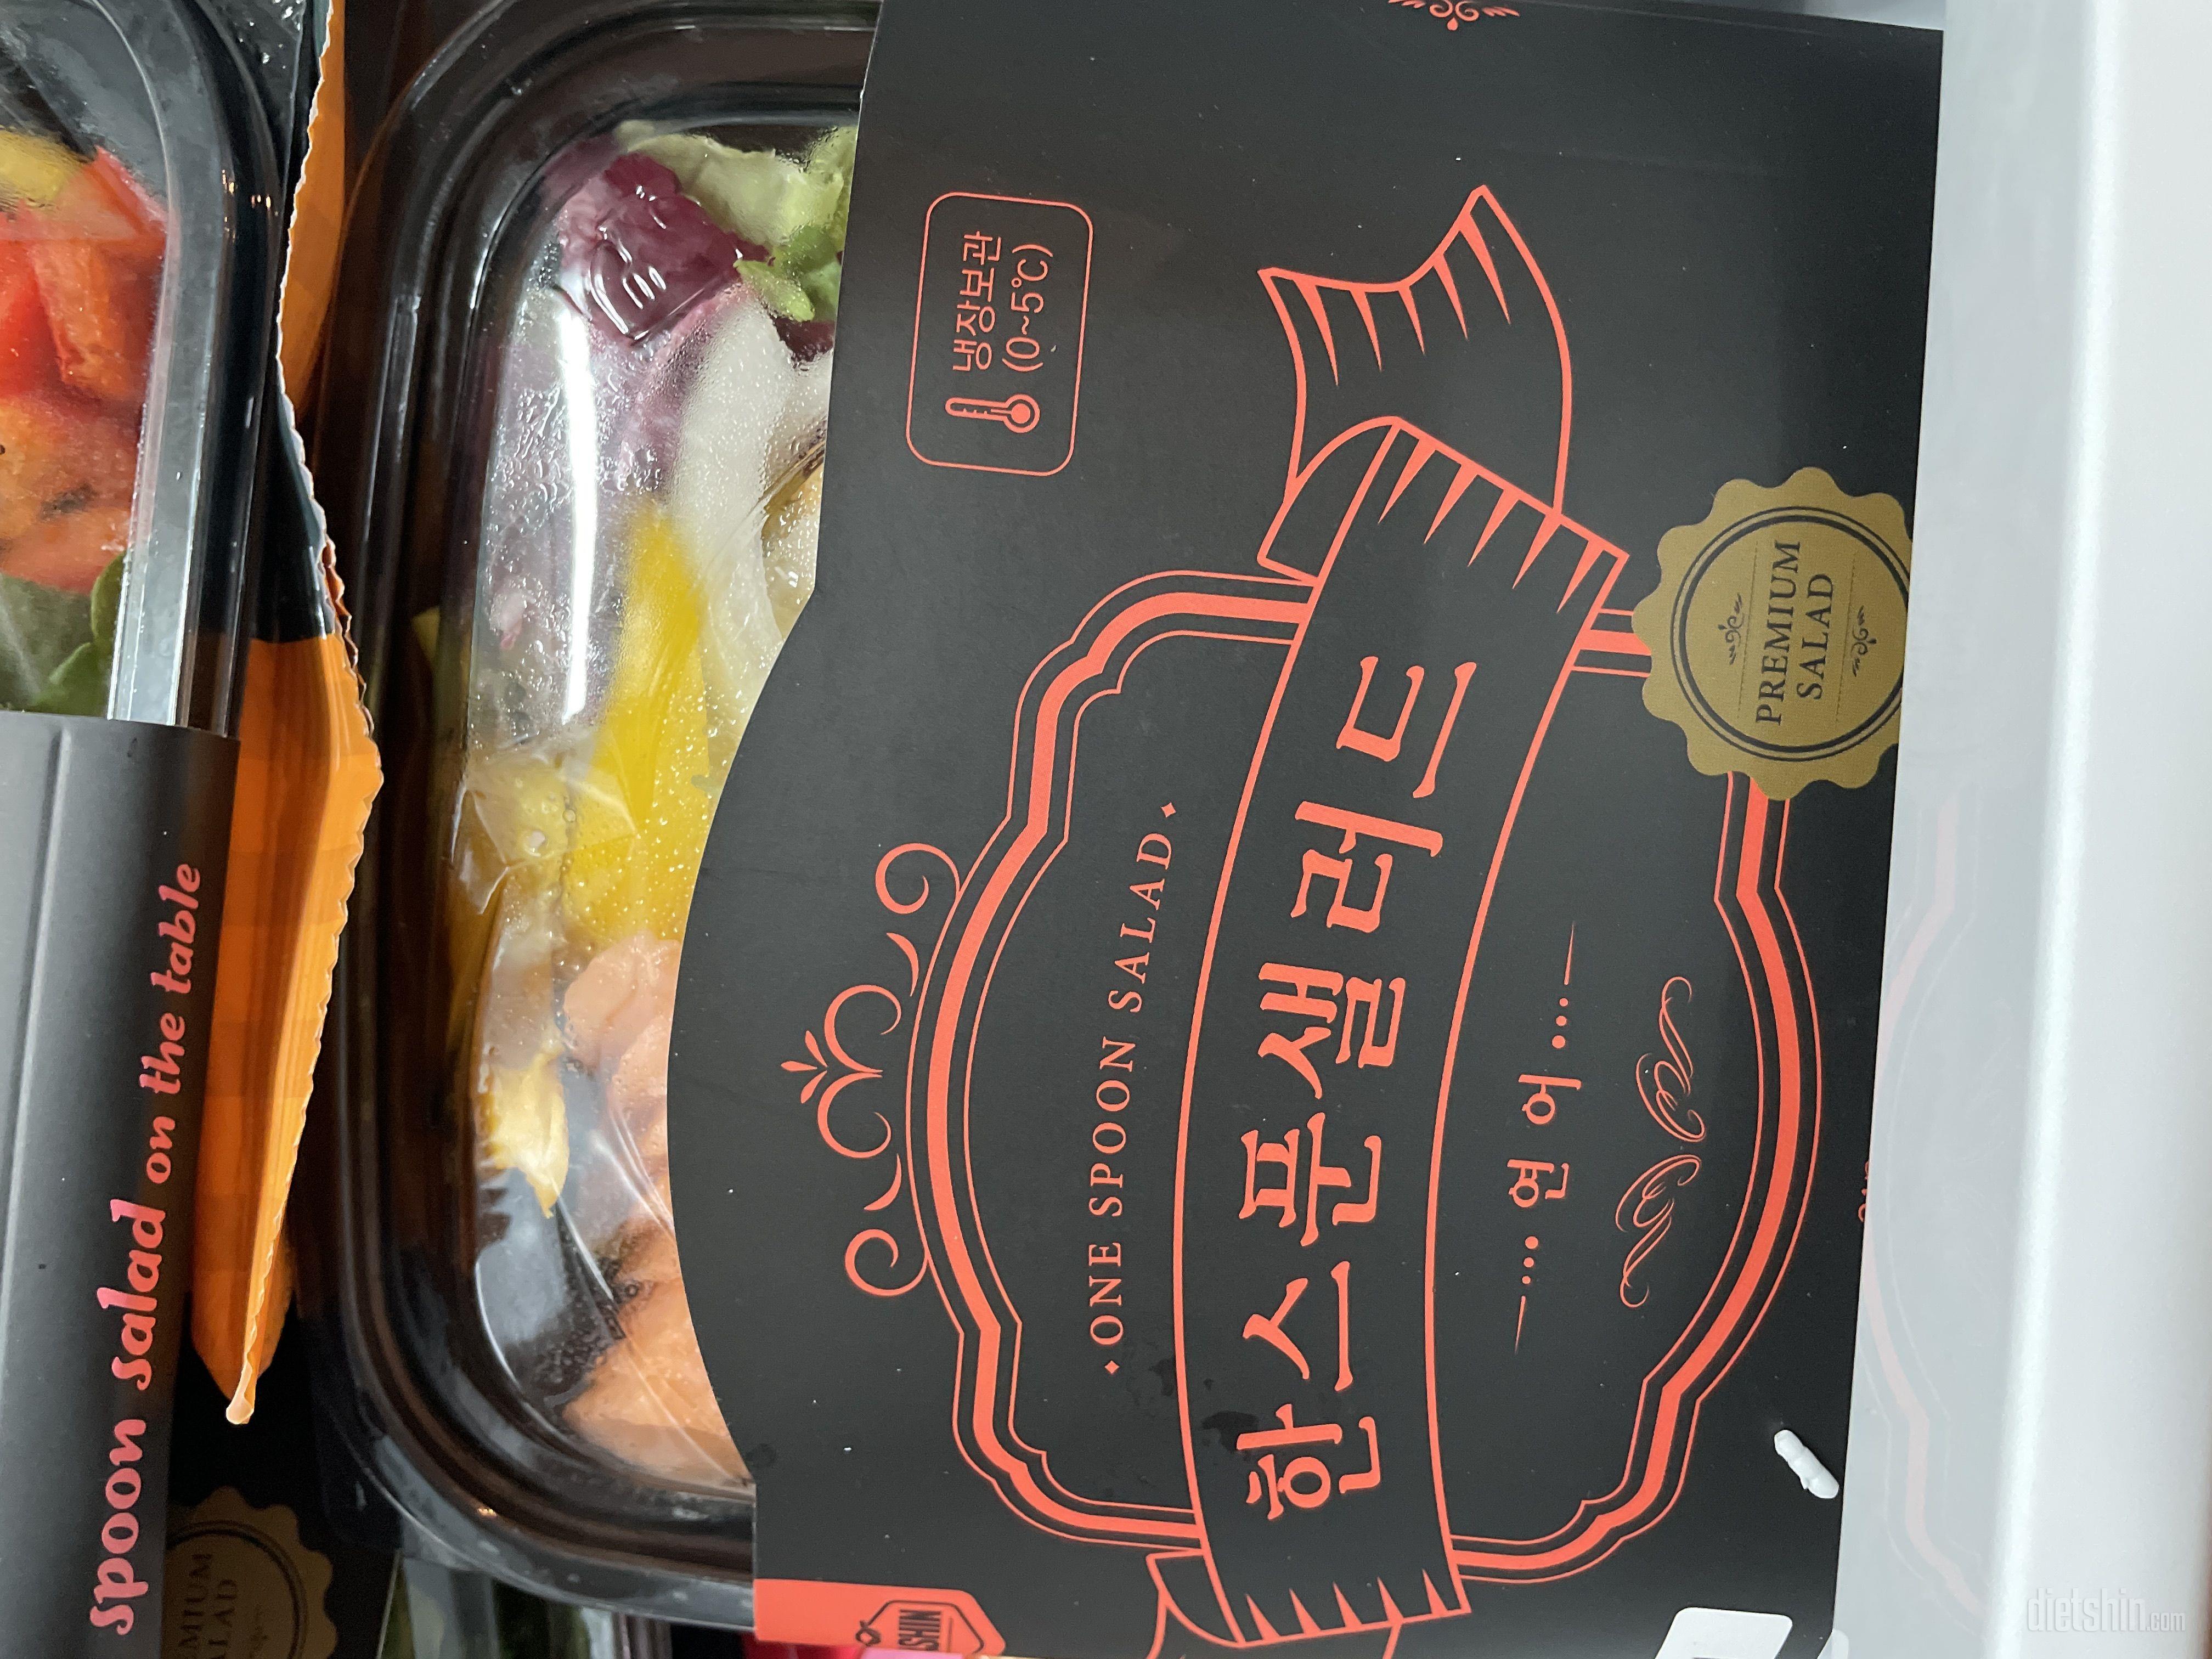 냉장보관
(0~5℃)
ONE SPOON SALAD
한스푼샐러드
연어
PREMIUM
SALAD
spoon salad on the table
SHIN
dietshin.com